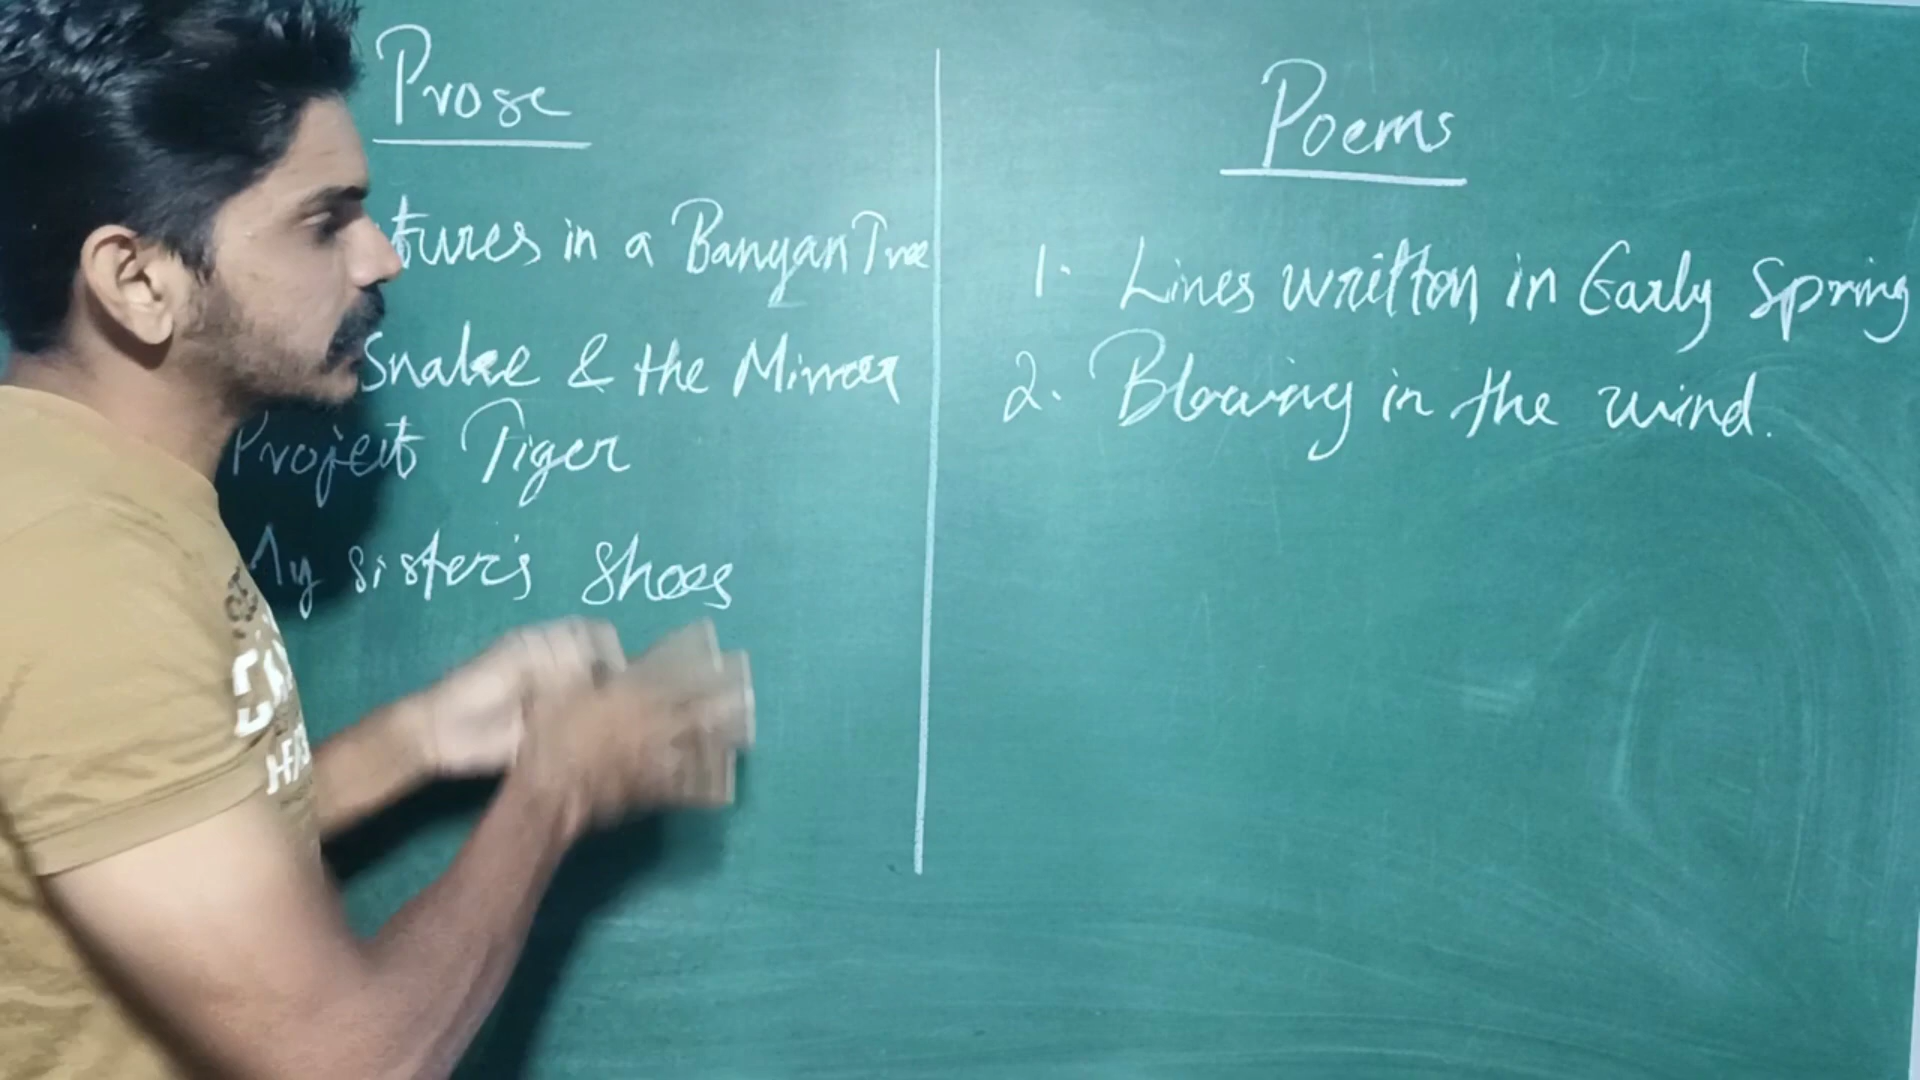 Prose
tures in a Banyan Tree
Snake & the Mirror
Project Tiger
My sister's Shoes
Poems
1. Lines written in Early Spring
2. Blowing in the wind.